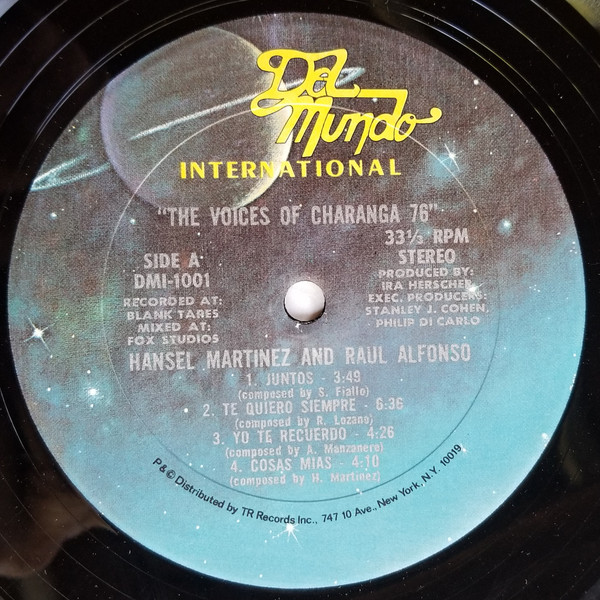 Del
Mundo
INTERNATIONAL
"THE VOICES OF CHARANGA 76"
33⅓ RPM
SIDE A
STEREO
DMI-1001
PRODUCED BY:
IRA HERSCHER
RECORDED AT:
EXEC. PRODUCERS:
BLANK TAPES
STANLEY J. COHEN,
MIXED AT:
PHILIP DI CARLO
FOX STUDIOS
HANSEL MARTINEZ AND RAUL ALFONSO
1. JUNTOS - 3:49
(composed by S. Fiallo)
2. TE QUIERO SIEMPRE - 6:36
(composed by R. Lozano)
3. YO TE RECUERDO - 4:26
(composed by A. Manzanero)
4. COSAS MIAS - 4:10
(composed by H. Martinez)
P & © Distributed by TR Records Inc., 747 10 Ave., New York, N.Y. 10019